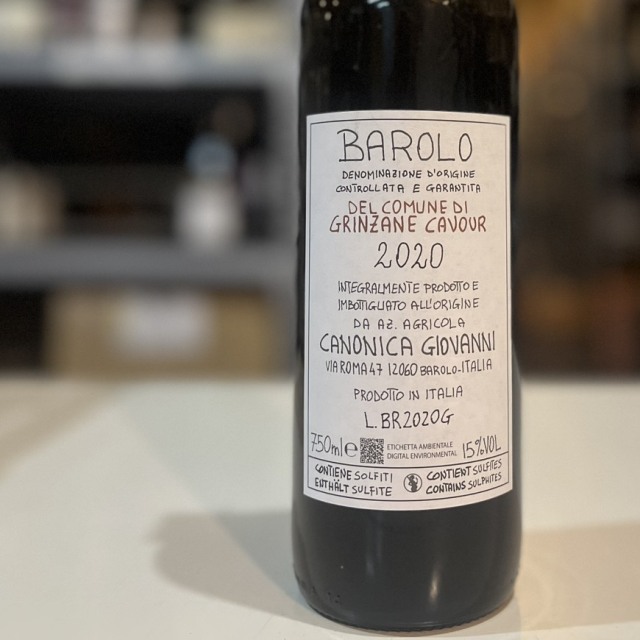 BAROLO
DENOMINAZIONE D'ORIGINE
CONTROLLATA E GARANTITA
DEL COMUNE DI
GRINZANE CAVOUR
2020
INTEGRALMENTE PRODOTTO E
IMBOTTIGLIATO ALL'ORIGINE
DA AZ. AGRICOLA
CANONICA GIOVANNI
VIA ROMA 47 12060 BAROLO-ITALIA
PRODOTTO IN ITALIA
L. BR2020G
750ml e
ETICHETTA AMBIENTALE
DIGITAL ENVIRONMENTAL
15%VOL
CONTIENE SOLFITI
ENTHÄLT SULFITE
CONTIENT SULFITES
CONTAINS SULPHITES